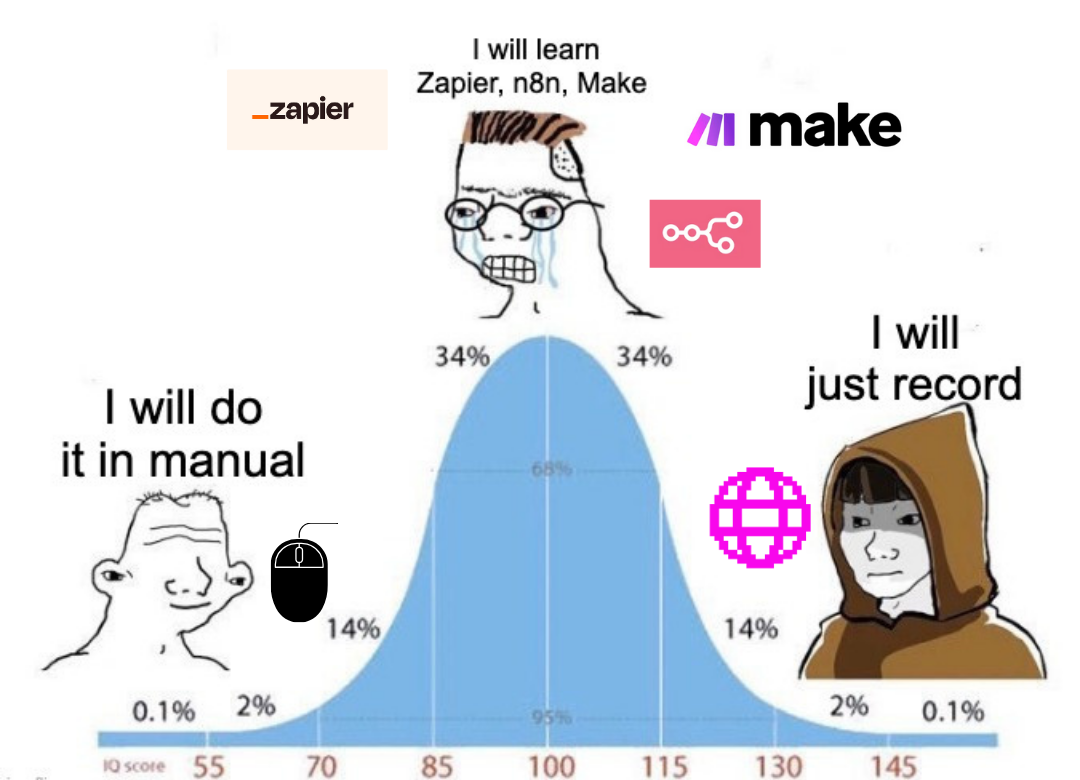 I will learn
Zapier, n8n, Make
_zapier
make
34%
34%
I will
just record
I will do
it in manual
68%
14%
14%
0.1%
2%
95%
2%
0.1%
IQ score
55
70
85
100
115
130
145